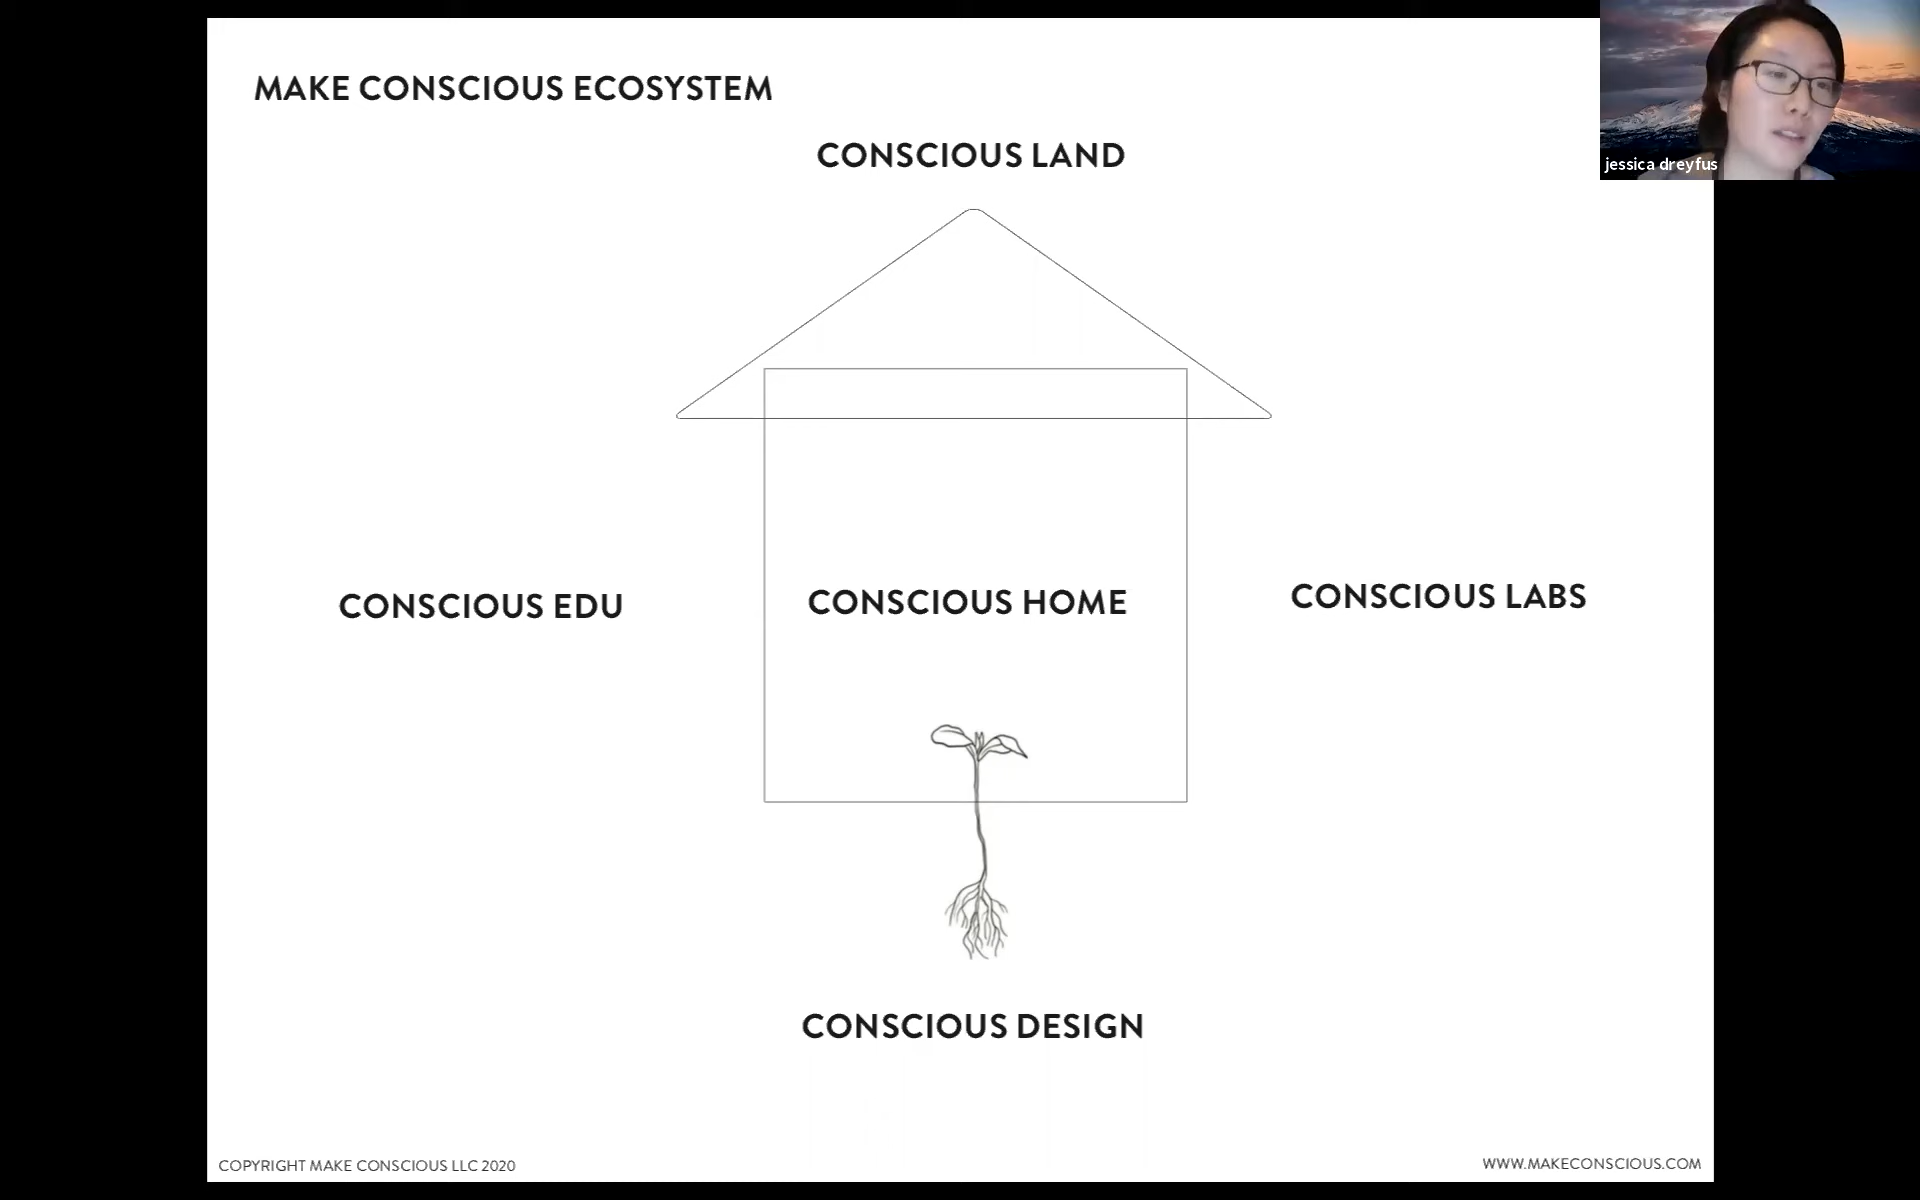 MAKE CONSCIOUS ECOSYSTEM
jessica dreyfus
CONSCIOUS LAND
CONSCIOUS EDU
CONSCIOUS HOME
CONSCIOUS LABS
CONSCIOUS DESIGN
COPYRIGHT MAKE CONSCIOUS LLC 2020
WWW.MAKECONSCIOUS.COM